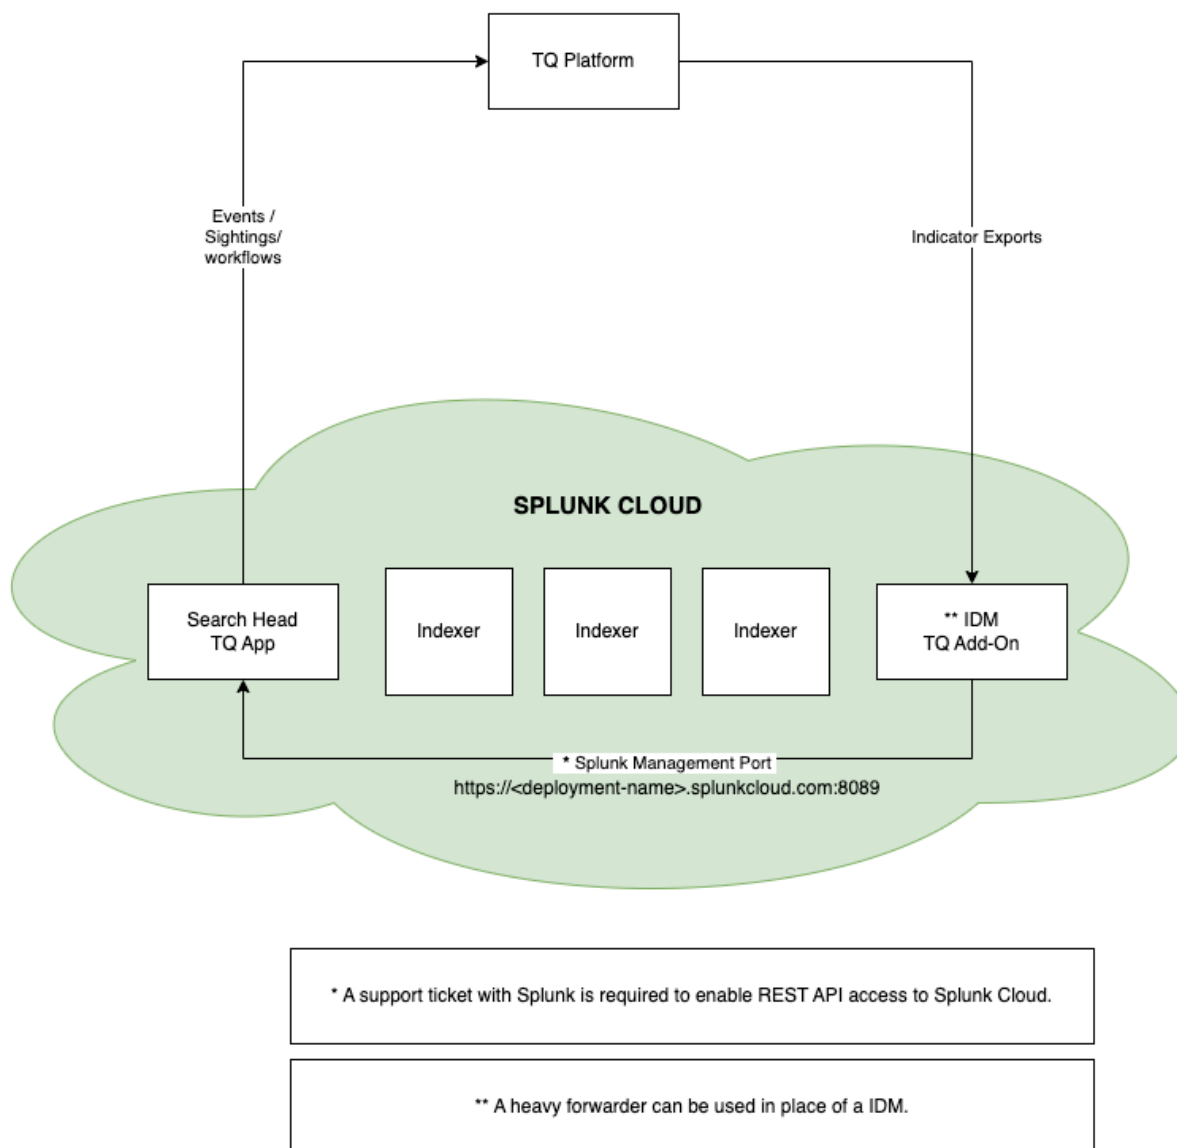 TQ Platform
Events /
Sightings/
workflows
Indicator Exports
SPLUNK CLOUD
Search Head
TQ App
Indexer
Indexer
Indexer
** IDM
TQ Add-On
* Splunk Management Port
https://<deployment-name>.splunkcloud.com:8089
* A support ticket with Splunk is required to enable REST API access to Splunk Cloud.
** A heavy forwarder can be used in place of a IDM.